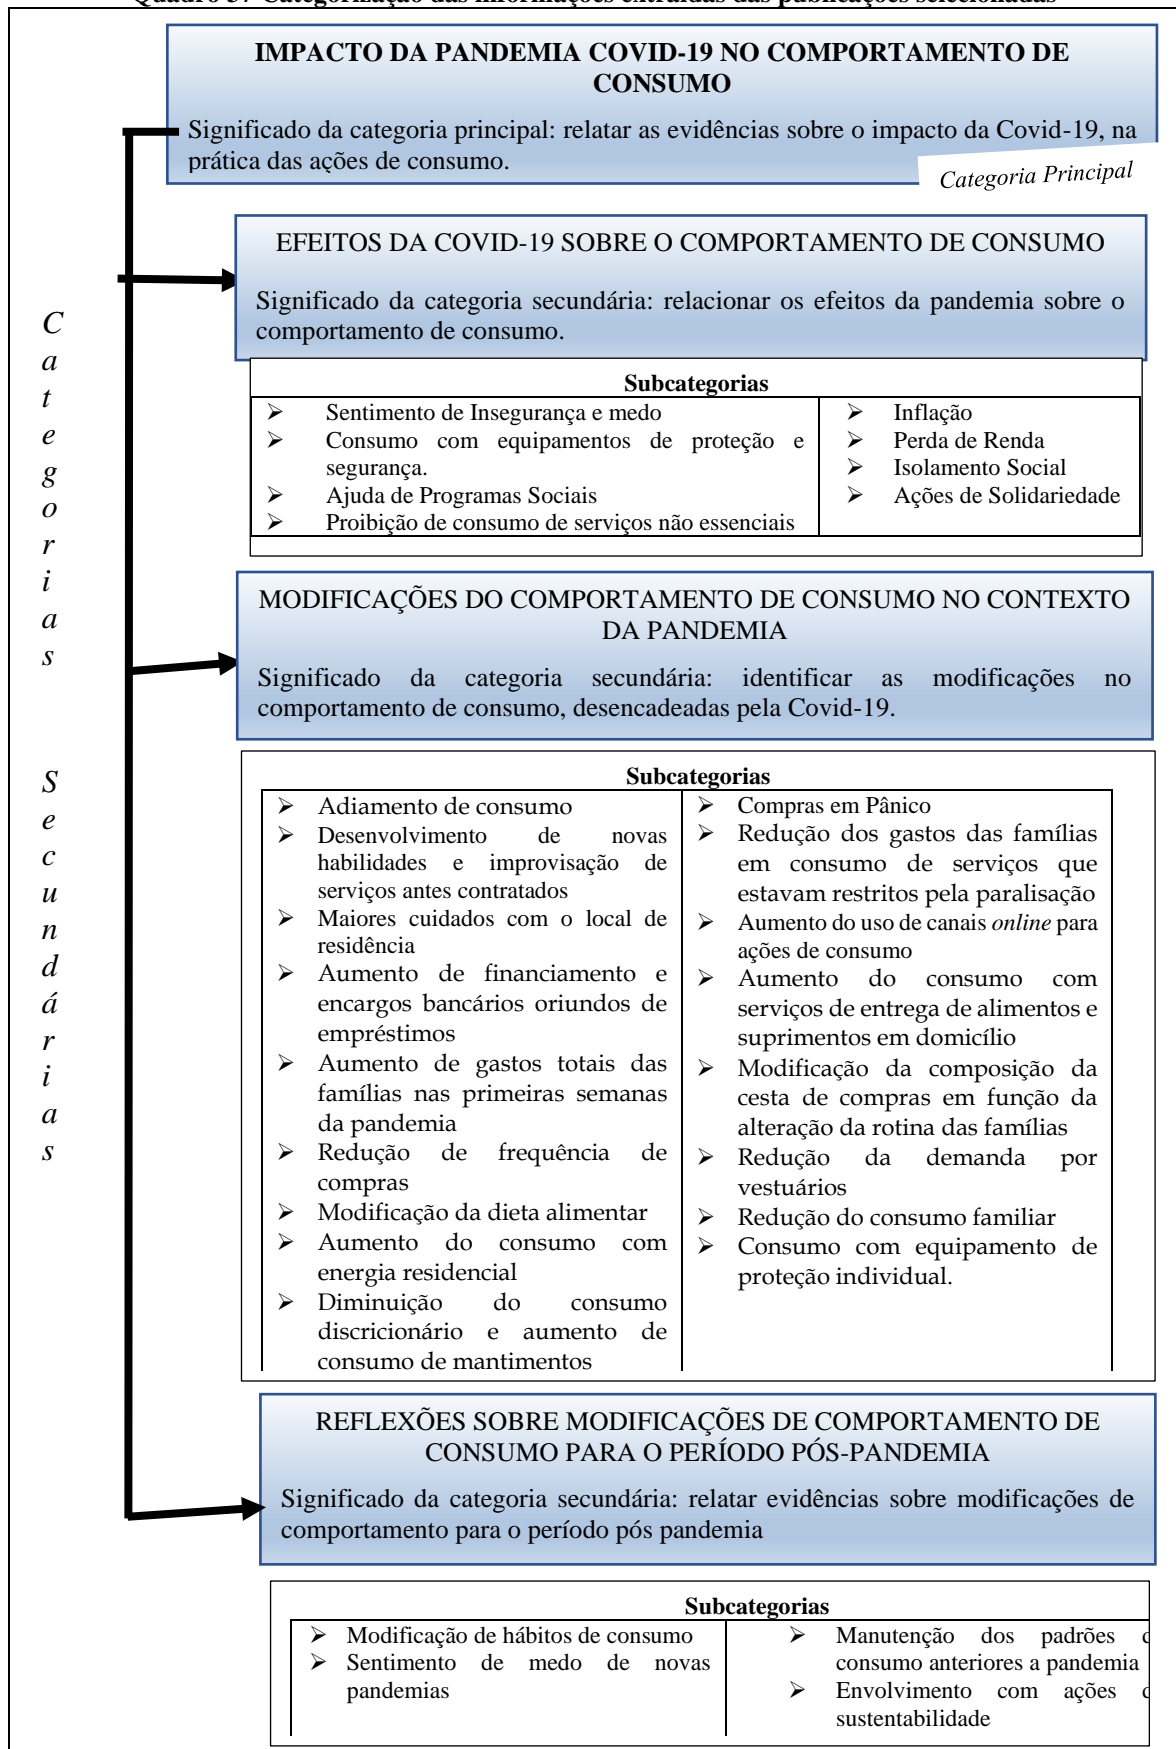 Quadro 37 Categorização das informações extraídas das publicações selecionadas
IMPACTO DA PANDEMIA COVID-19 NO COMPORTAMENTO DE
CONSUMO
Significado da categoria principal: relatar as evidências sobre o impacto da Covid-19, na
prática das ações de consumo.
Categoria Principal
Categorias
Secundárias
EFEITOS DA COVID-19 SOBRE O COMPORTAMENTO DE CONSUMO
Significado da categoria secundária: relacionar os efeitos da pandemia sobre o
comportamento de consumo.
Subcategorias
➢ Sentimento de Insegurança e medo
➢ Consumo com equipamentos de proteção e
segurança.
➢ Ajuda de Programas Sociais
➢ Proibição de consumo de serviços não essenciais
➢ Inflação
➢ Perda de Renda
➢ Isolamento Social
➢ Ações de Solidariedade
MODIFICAÇÕES DO COMPORTAMENTO DE CONSUMO NO CONTEXTO
DA PANDEMIA
Significado da categoria secundária: identificar as modificações no
comportamento de consumo, desencadeadas pela Covid-19.
Subcategorias
➢ Adiamento de consumo
➢ Desenvolvimento de novas
habilidades e improvisação de
serviços antes contratados
➢ Maiores cuidados com o local de
residência
➢ Aumento de financiamento e
encargos bancários oriundos de
empréstimos
➢ Aumento de gastos totais das
famílias nas primeiras semanas
da pandemia
➢ Redução de frequência de
compras
➢ Modificação da dieta alimentar
➢ Aumento do consumo com
energia residencial
➢ Diminuição do consumo
discricionário e aumento de
consumo de mantimentos
➢ Compras em Pânico
➢ Redução dos gastos das famílias
em consumo de serviços que
estavam restritos pela paralisação
➢ Aumento do uso de canais online para
ações de consumo
➢ Aumento do consumo com
serviços de entrega de alimentos e
suprimentos em domicílio
➢ Modificação da composição da
cesta de compras em função da
alteração da rotina das famílias
➢ Redução da demanda por
vestuários
➢ Redução do consumo familiar
➢ Consumo com equipamento de
proteção individual.
REFLEXÕES SOBRE MODIFICAÇÕES DE COMPORTAMENTO DE
CONSUMO PARA O PERÍODO PÓS-PANDEMIA
Significado da categoria secundária: relatar evidências sobre modificações de
comportamento para o período pós pandemia
Subcategorias
➢ Modificação de hábitos de consumo
➢ Sentimento de medo de novas
pandemias
➢ Manutenção dos padrões
consumo anteriores a pandemia
➢ Envolvimento com ações
sustentabilidade